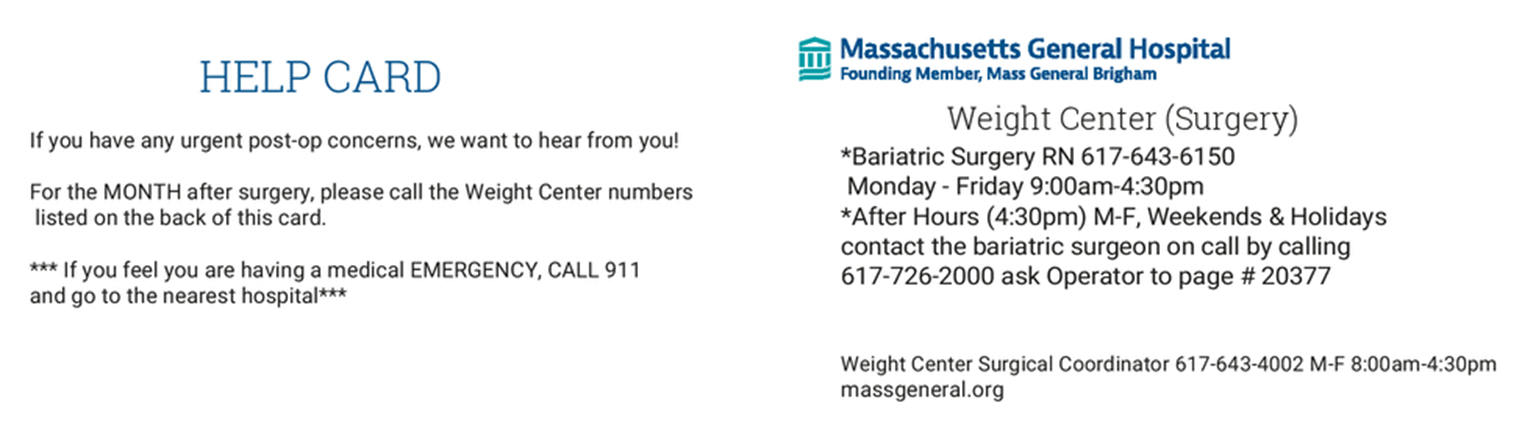 HELP CARD
If you have any urgent post-op concerns, we want to hear from you!
For the MONTH after surgery, please call the Weight Center numbers
listed on the back of this card.
*** If you feel you are having a medical EMERGENCY, CALL 911
and go to the nearest hospital***
Massachusetts General Hospital
Founding Member, Mass General Brigham
Weight Center (Surgery)
*Bariatric Surgery RN 617-643-6150
Monday - Friday 9:00am-4:30pm
*After Hours (4:30pm) M-F, Weekends & Holidays
contact the bariatric surgeon on call by calling
617-726-2000 ask Operator to page # 20377
Weight Center Surgical Coordinator 617-643-4002 M-F 8:00am-4:30pm
massgeneral.org